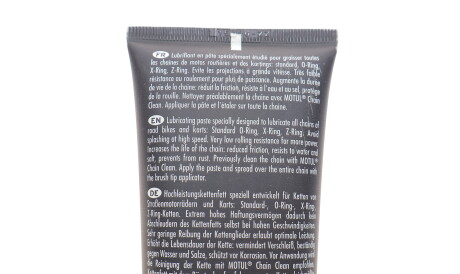 FR Lubrifiant en pâte spécialement étudié pour graisser toutes
les chaînes de motos routières et des kartings: standard, O-Ring,
X-Ring, Z-Ring. Evite les projections à grande vitesse. Très faible
résistance au roulement pour plus de puissance. Augmente la durée
de vie de la chaîne: réduit la friction, résiste à l'eau et au sel, protège
de la rouille. Nettoyer préalablement la chaîne avec MOTUL® Chain
Clean. Appliquer la pâte et l'étaler sur toute la chaîne.
EN Lubricating paste specially designed to lubricate all chains of
road bikes and karts: Standard O-Ring, X-Ring, Z-Ring. Avoid
splashing at high speed. Very low rolling resistance for more power.
Increases the life of the chain: reduced friction, resists to water and
salt, prevents from rust. Previously clean the chain with MOTUL®
Chain Clean. Apply the paste and spread over the entire chain with
the brush tip applicator.
DE Hochleistungskettenfett speziell entwickelt für Ketten von
Straßenmotorrädern und Karts: Standard-, O-Ring-, X-Ring,
Z-Ring-Ketten. Extrem hohes Haftungsvermögen dadurch kein
Abschleudern des Kettenfetts selbst bei hohen Geschwindigkeiten.
Sehr geringe Reibung der Kettenglieder erlaubt optimale Leistung.
Erhöht die Lebensdauer der Kette: vermindert Verschleiß, beständig
gegen Wasser und Salze, schützt vor Korrosion. Vor Anwendung wird
die Reinigung der Kette mit MOTUL® Chain Clean empfohlen.